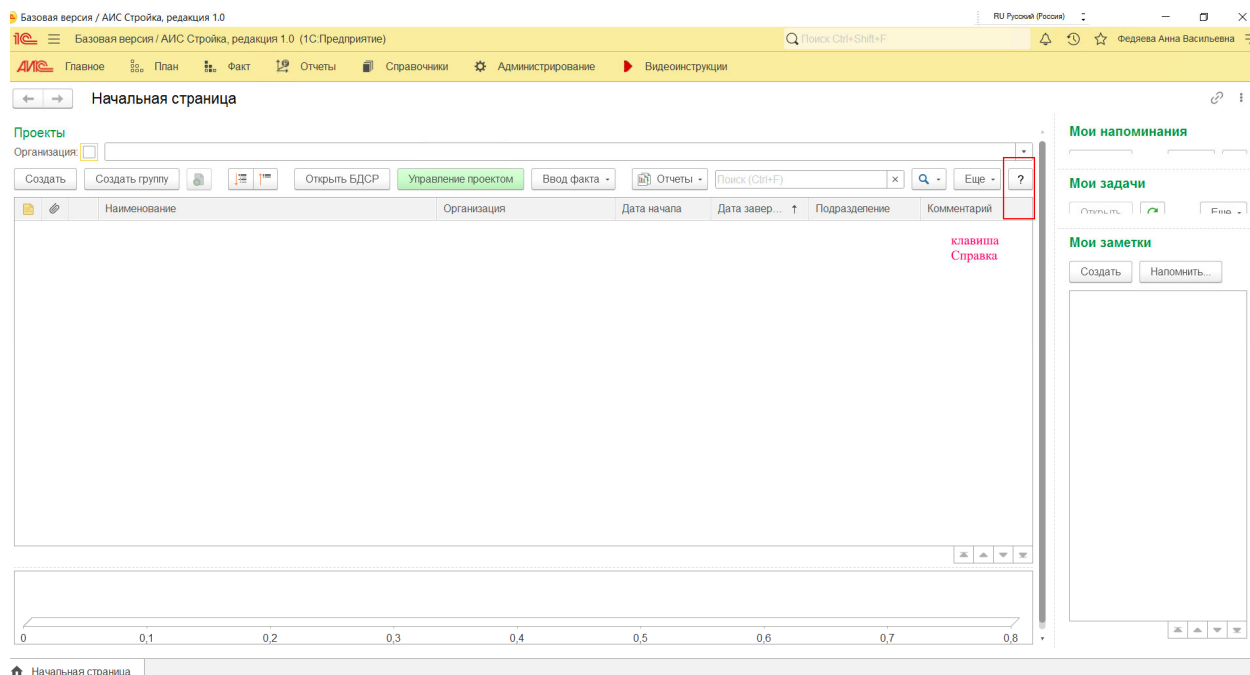 Базовая версия / АИС Стройка, редакция 1.0 RU Русский (Россия)
1С Базовая версия / АИС Стройка, редакция 1.0 (1С:Предприятие) Поиск Ctrl+Shift+F Федяева Анна Васильевна
АИС Главное План Факт Отчеты Справочники Администрирование Видеоинструкции
Начальная страница
Проекты
Организация:
Создать Создать группу Открыть БДСР Управление проектом Ввод факта Отчеты Поиск (Ctrl+F) × Еще ?
Наименование Организация Дата начала Дата завер... ↑ Подразделение Комментарий
клавиша
Справка
0 0,1 0,2 0,3 0,4 0,5 0,6 0,7 0,8
Мои напоминания
Мои задачи
Открыть Еще
Мои заметки
Создать Напомнить...
Начальная страница